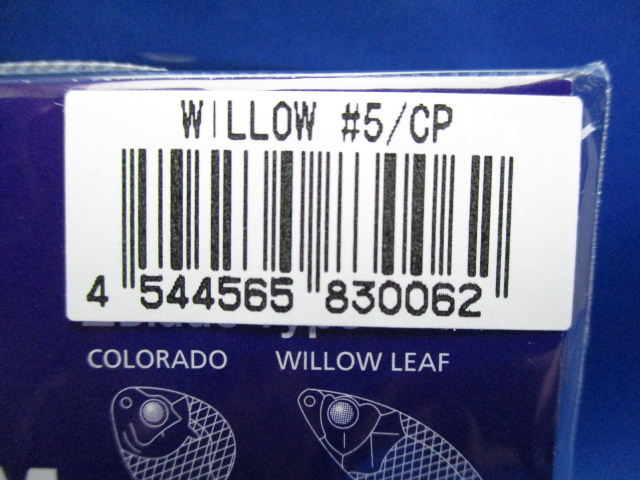 WILLOW #5/CP
4 544565 830062
COLORADO WILLOW LEAF